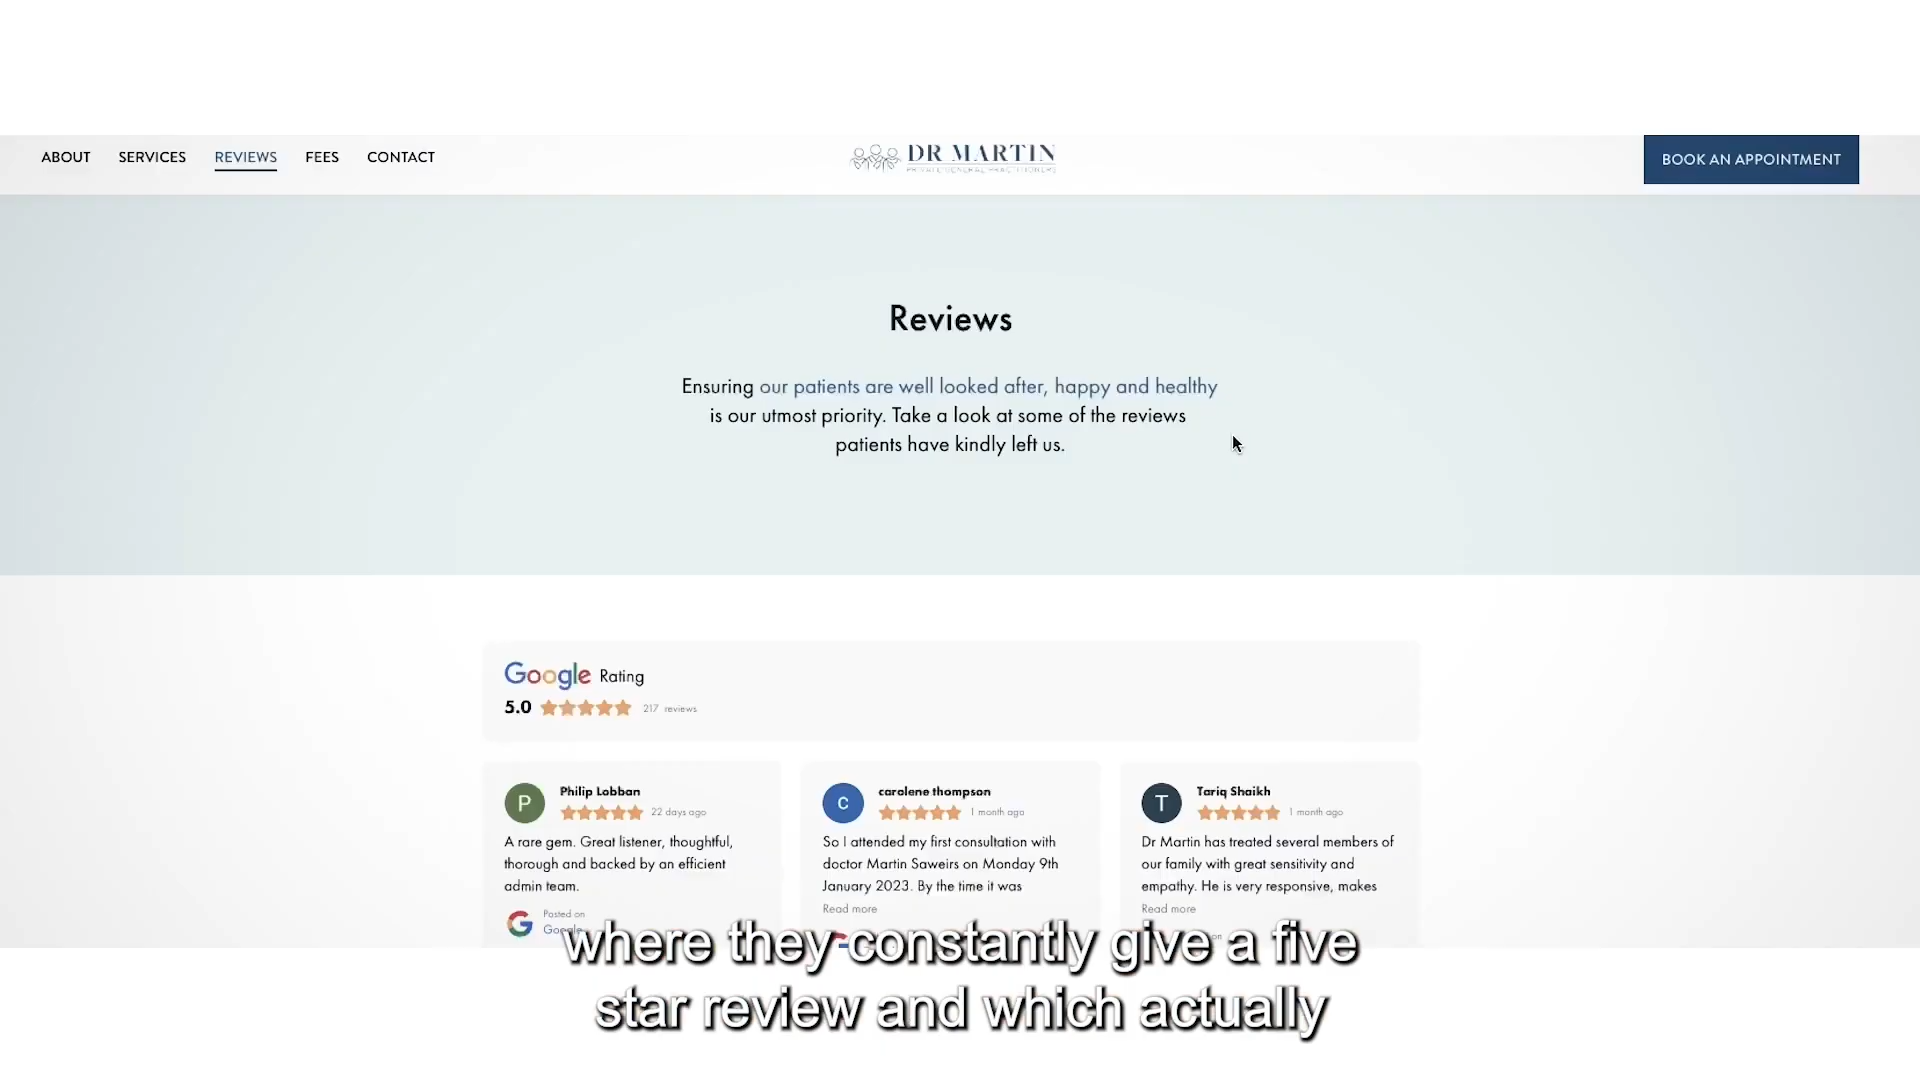 ABOUT SERVICES REVIEWS FEES CONTACT
DR MARTIN
PRIVATE GENERAL PRACTITIONERS
BOOK AN APPOINTMENT
Reviews
Ensuring our patients are well looked after, happy and healthy
is our utmost priority. Take a look at some of the reviews
patients have kindly left us.
Google Rating
5.0 217 reviews
P
Philip Lobban
22 days ago
A rare gem. Great listener, thoughtful,
thorough and backed by an efficient
admin team.
Posted on
Google
C
carolene thompson
1 month ago
So I attended my first consultation with
doctor Martin Saweirs on Monday 9th
January 2023. By the time it was
Read more
T
Tariq Shaikh
1 month ago
Dr Martin has treated several members of
our family with great sensitivity and
empathy. He is very responsive, makes
Read more
where they constantly give a five
star review and which actually